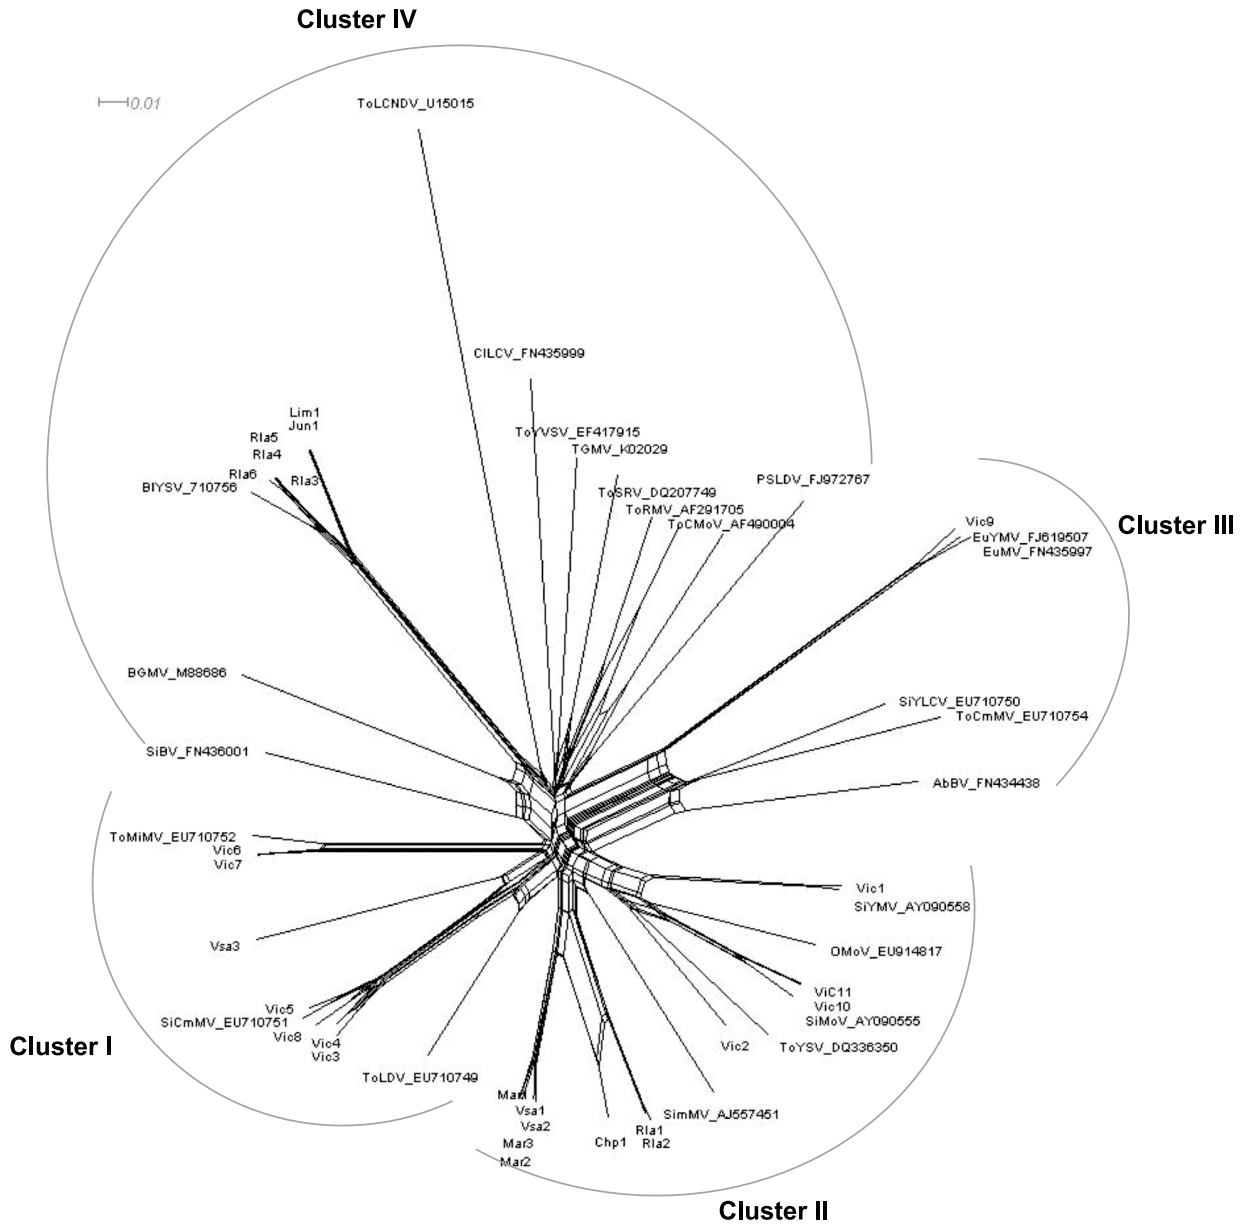 Cluster IV
0.01
ToLCNDV_U15015
ClLCV_FN435999
Lim1
Jun1
Rla5
Rla4
Rla6
Rla3
BlYSV_710756
ToYVSV_EF417915
TGMV_K02029
ToSRV_DQ207749
ToRMV_AF291705
ToCMoV_AF490004
PSLDV_FJ972767
Vic9
EuYMV_FJ619507
EuMV_FN435997
Cluster III
BGMV_M88686
SiBV_FN436001
SiYLCV_EU710750
ToCmMV_EU710754
AbBV_FN434438
ToMiMV_EU710752
Vic6
Vic7
Vsa3
Vic5
SiCmMV_EU710751
Vic8
Vic4
Vic3
Cluster I
ToLDV_EU710749
Vic1
SiYMV_AY090558
OMoV_EU914817
ViC11
Vic10
SiMoV_AY090555
ToYSV_DQ336350
Vic2
SimMV_AJ557451
Vsa1
Vsa2
Mar3
Mar2
Chp1
Rla1
Rla2
Cluster II